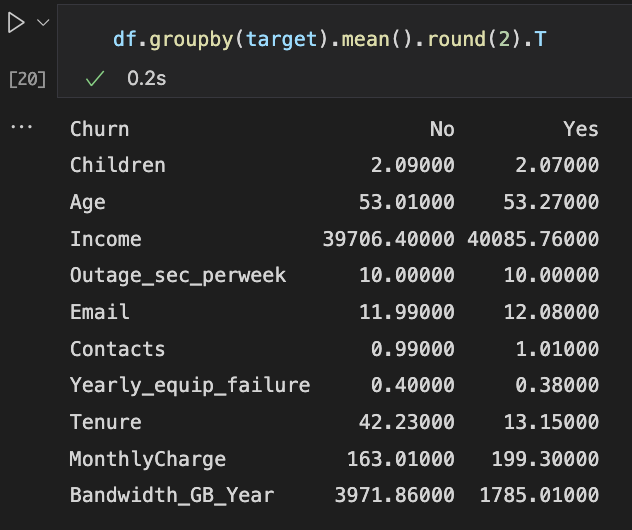 df.groupby(target).mean().round(2).T
[20] 0.2s
... Churn No Yes
Children 2.09000 2.07000
Age 53.01000 53.27000
Income 39706.40000 40085.76000
Outage_sec_perweek 10.00000 10.00000
Email 11.99000 12.08000
Contacts 0.99000 1.01000
Yearly_equip_failure 0.40000 0.38000
Tenure 42.23000 13.15000
MonthlyCharge 163.01000 199.30000
Bandwidth_GB_Year 3971.86000 1785.01000